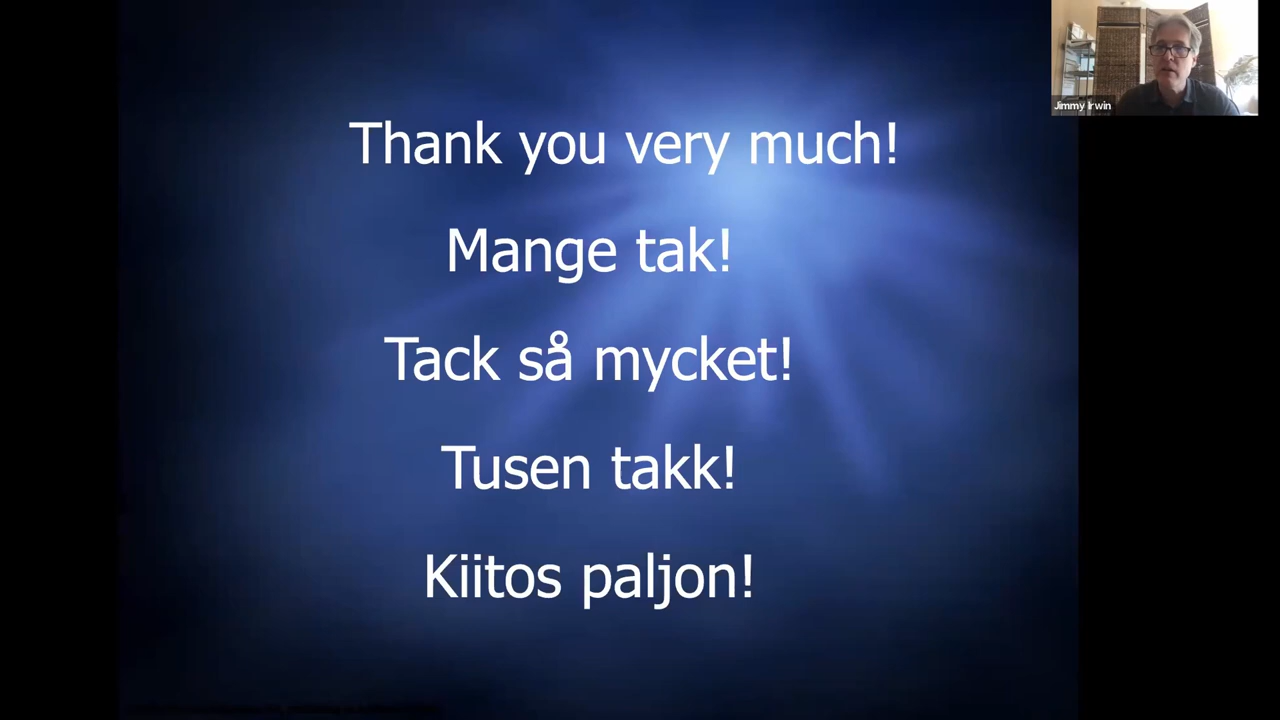 Thank you very much!
Mange tak!
Tack så mycket!
Tusen takk!
Kiitos paljon!
Jimmy Irwin